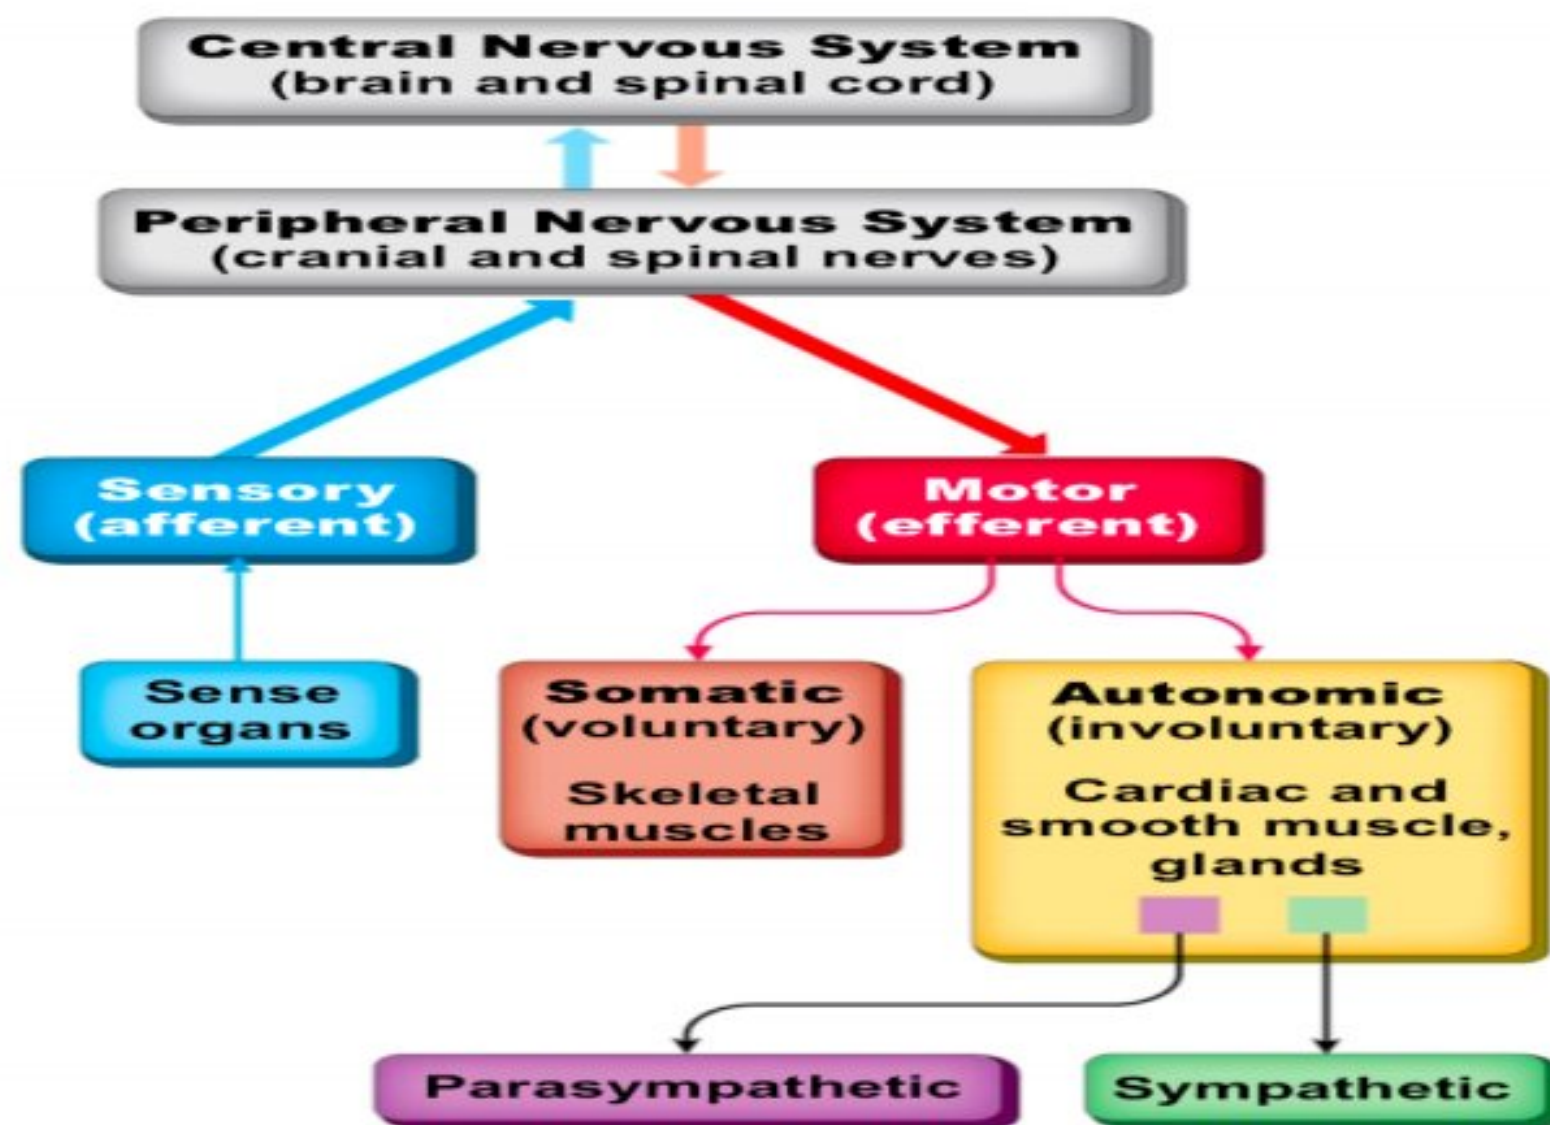 Central Nervous System
(brain and spinal cord)
Peripheral Nervous System
(cranial and spinal nerves)
Sensory
(afferent)
Motor
(efferent)
Sense
organs
Somatic
(voluntary)
Skeletal
muscles
Autonomic
(involuntary)
Cardiac and
smooth muscle,
glands
Parasympathetic
Sympathetic